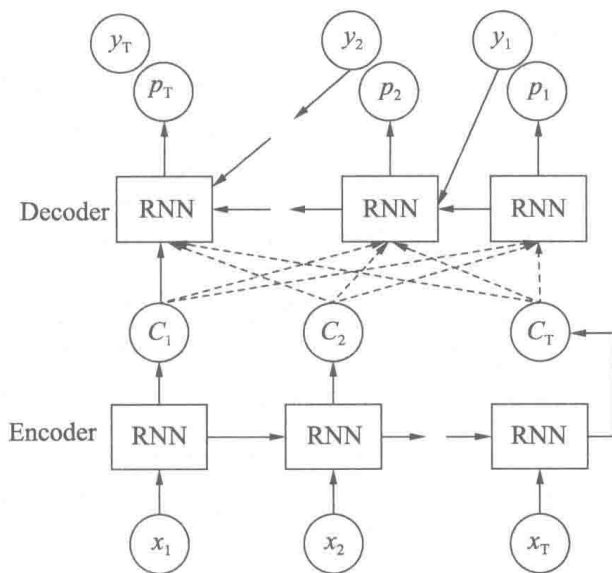 y_T y_2 y_1
p_T p_2 p_1
Decoder RNN RNN RNN
C_1 C_2 C_T
Encoder RNN RNN RNN
x_1 x_2 x_T